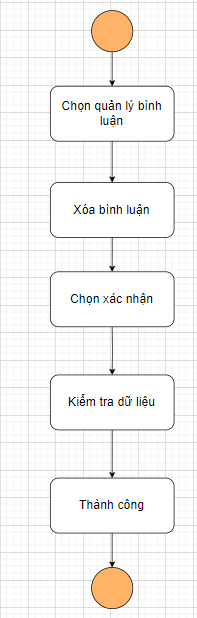 Chọn quản lý bình
luận
Xóa bình luận
Chọn xác nhận
Kiểm tra dữ liệu
Thành công